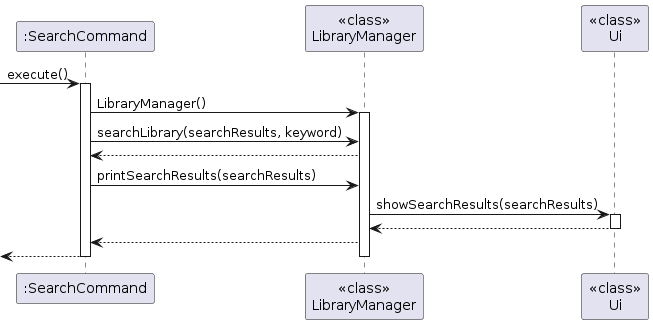 :SearchCommand
«class»
LibraryManager
«class»
Ui
execute()
LibraryManager()
searchLibrary(searchResults, keyword)
printSearchResults(searchResults)
showSearchResults(searchResults)
:SearchCommand
«class»
LibraryManager
«class»
Ui